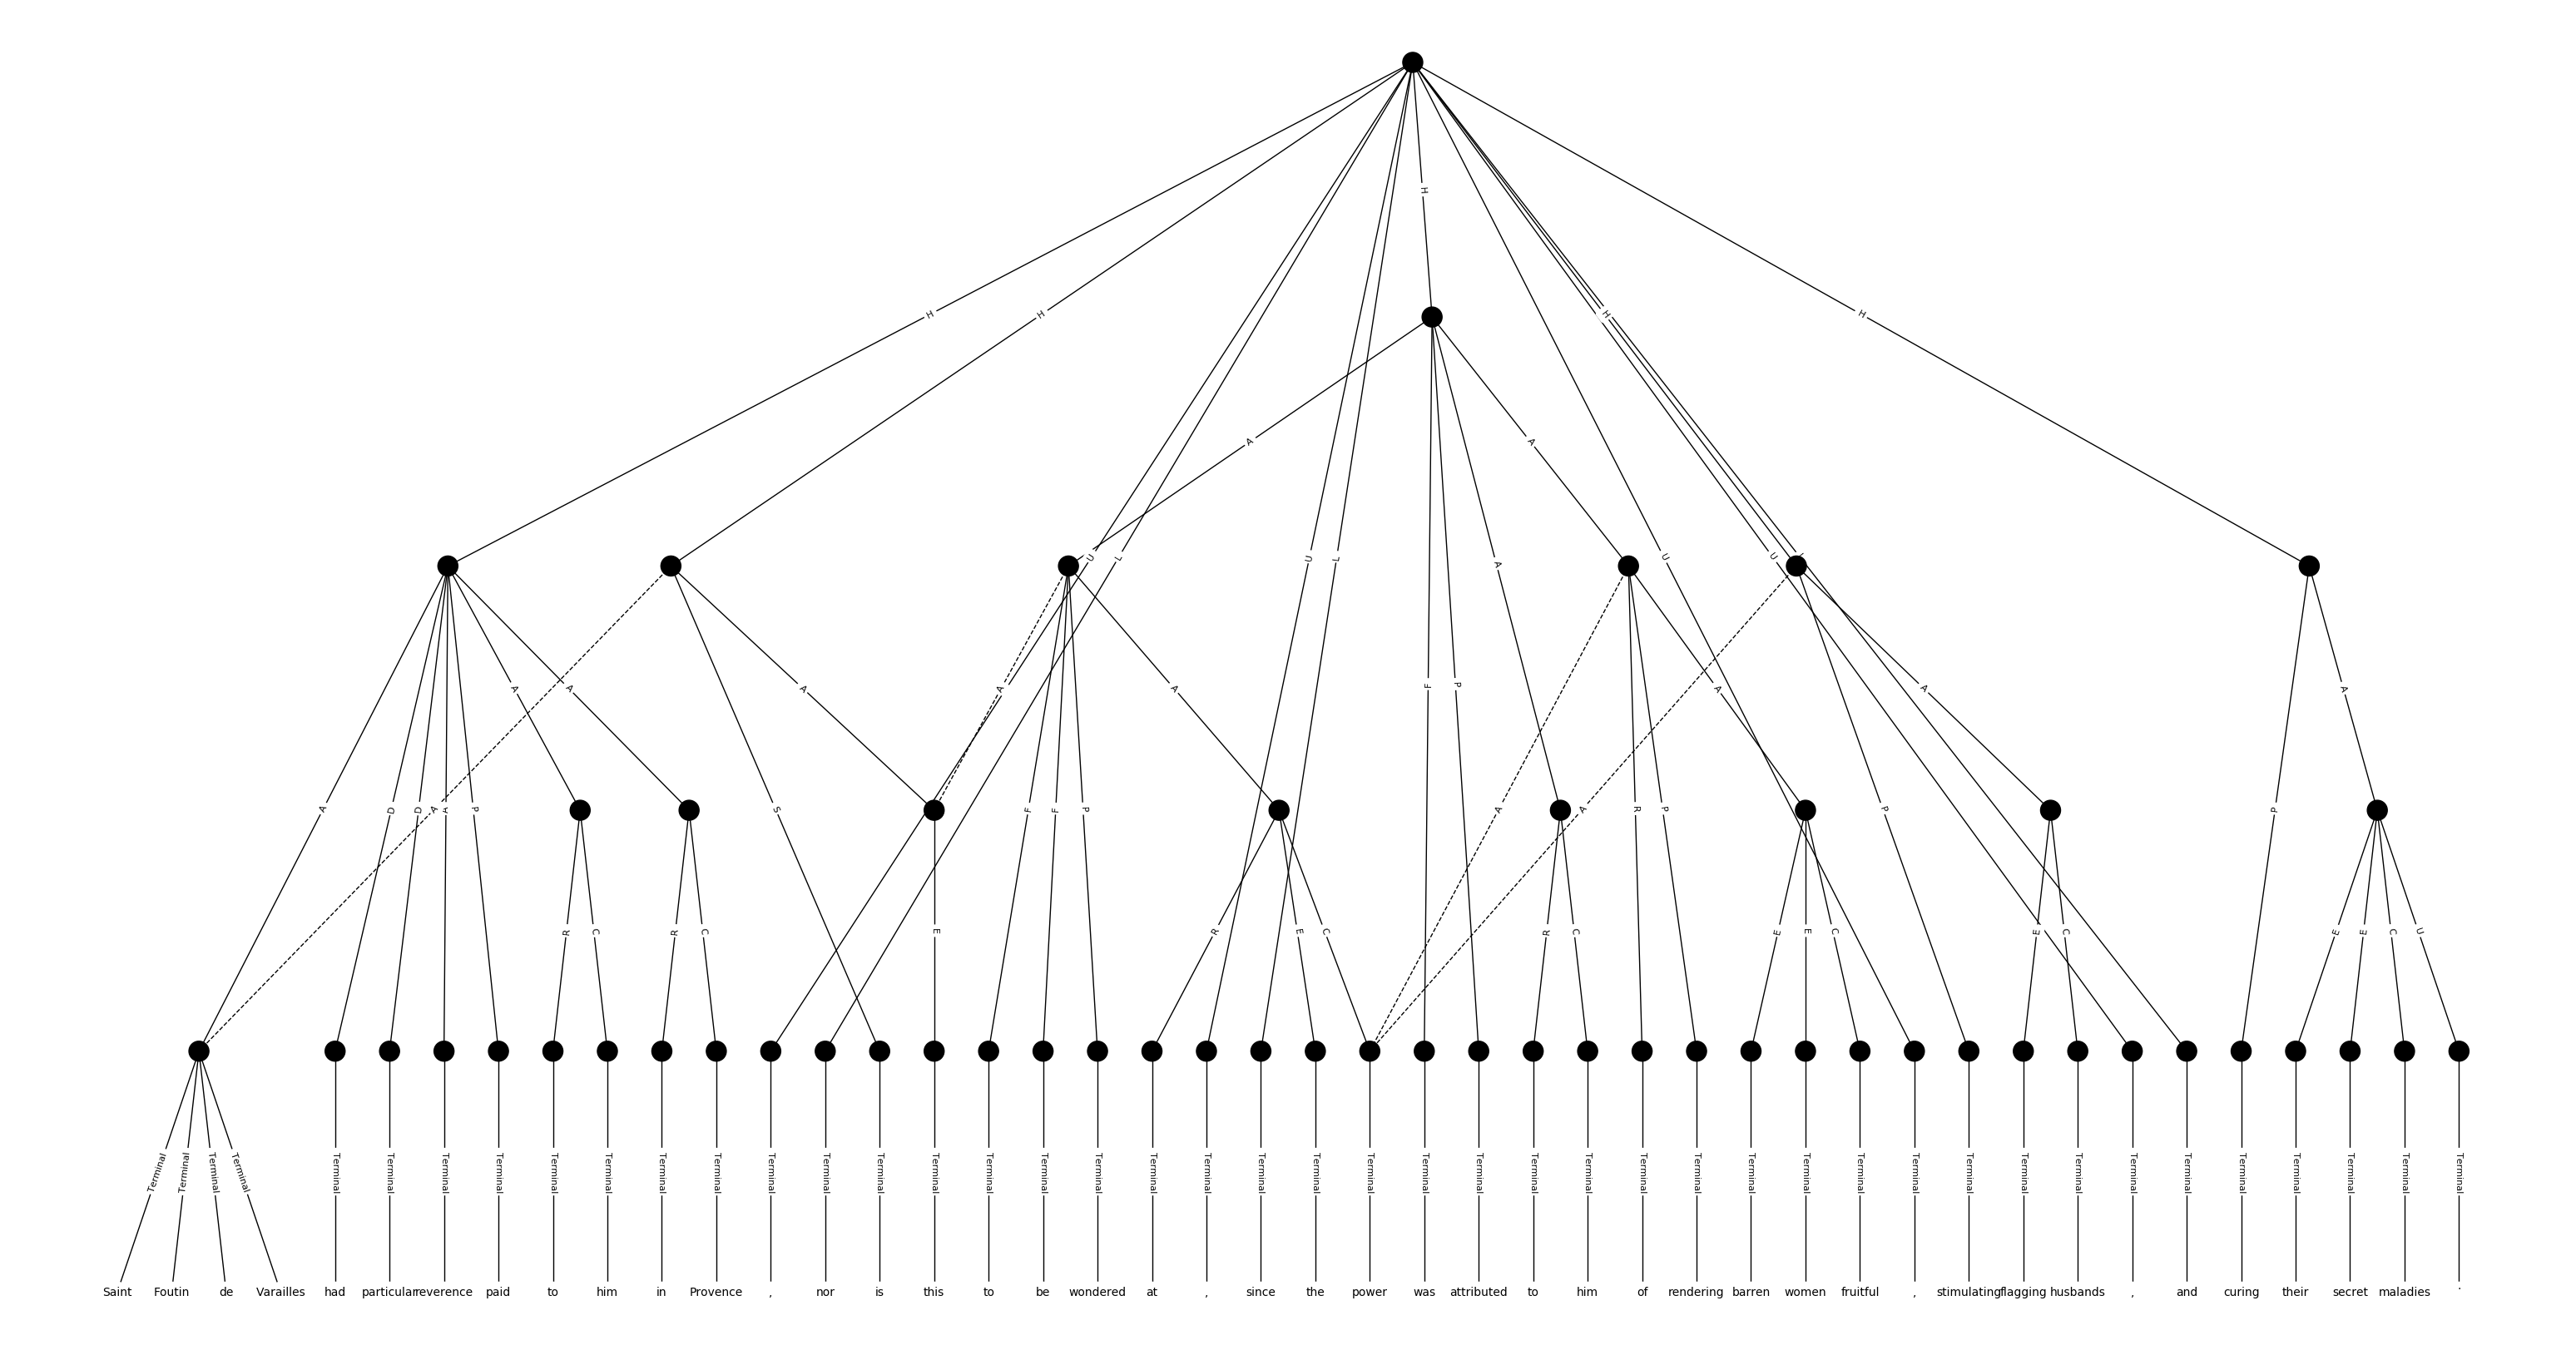 H
H H H H
A A
U L U L A U U
A A A A F P A A A
A D D A A P S F F P A R P A P P
R C R C E R E C R C E E C E C E E C U
Terminal Terminal Terminal Terminal Terminal Terminal Terminal Terminal Terminal Terminal Terminal Terminal Terminal Terminal Terminal Terminal Terminal Terminal Terminal Terminal Terminal Terminal Terminal Terminal Terminal Terminal Terminal Terminal Terminal Terminal Terminal Terminal Terminal Terminal Terminal Terminal Terminal Terminal Terminal Terminal Terminal Terminal Terminal Terminal
Saint Foutin de Varailles had particular reverence paid to him in Provence , nor is this to be wondered at , since the power was attributed to him of rendering barren women fruitful , stimulating flagging husbands , and curing their secret maladies .